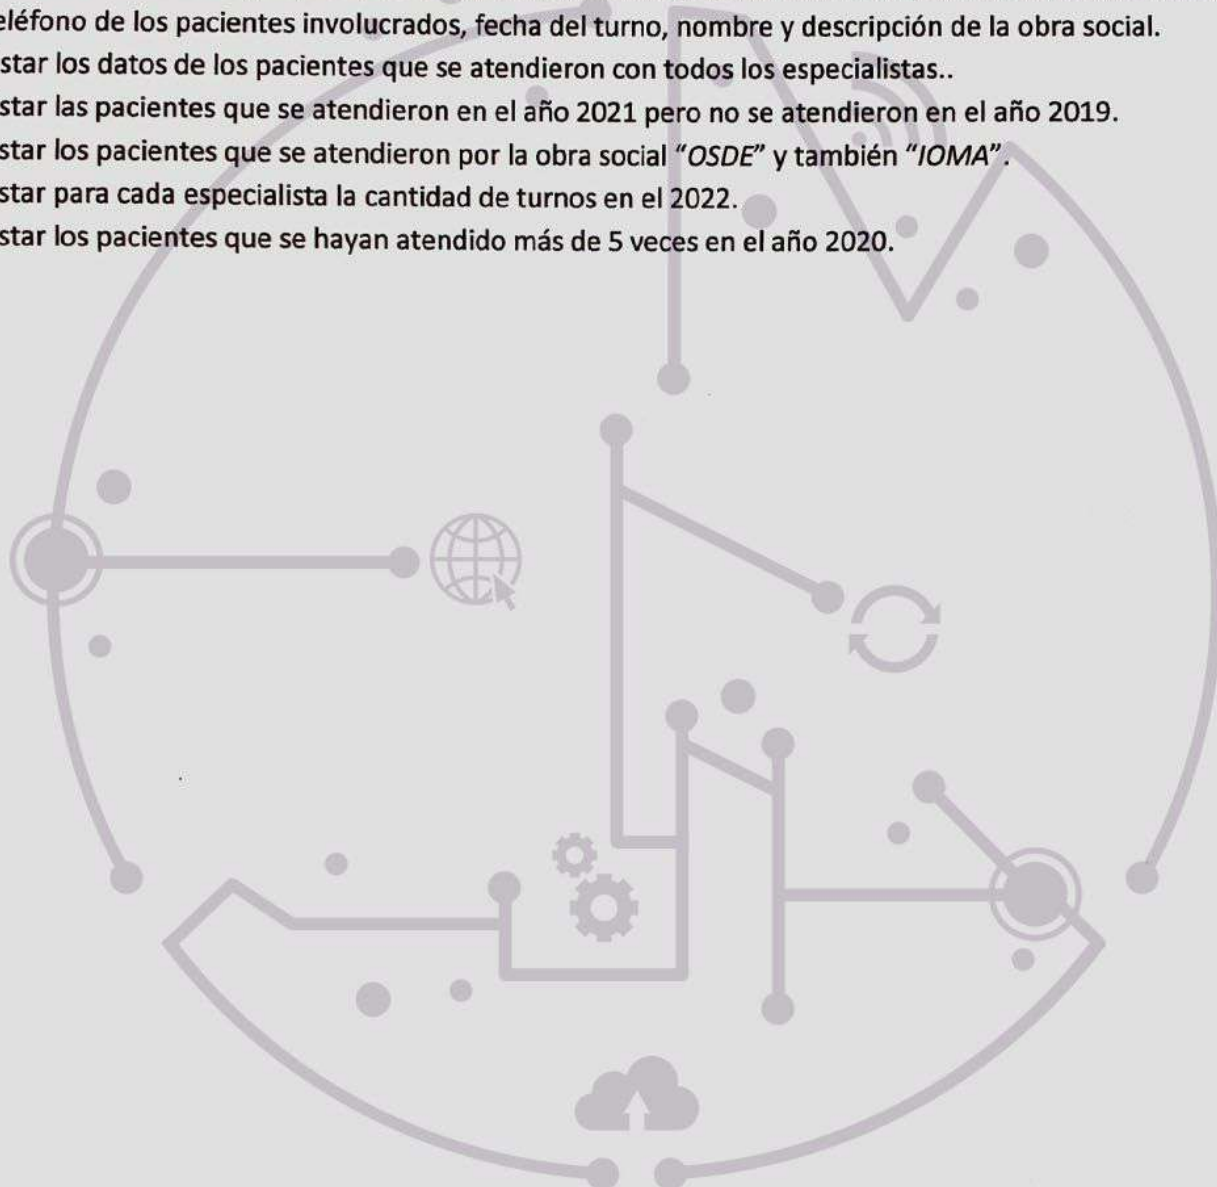 eléfono de los pacientes involucrados, fecha del turno, nombre y descripción de la obra social.
star los datos de los pacientes que se atendieron con todos los especialistas..
star las pacientes que se atendieron en el año 2021 pero no se atendieron en el año 2019.
star los pacientes que se atendieron por la obra social “OSDE” y también “IOMA”.
star para cada especialista la cantidad de turnos en el 2022.
star los pacientes que se hayan atendido más de 5 veces en el año 2020.